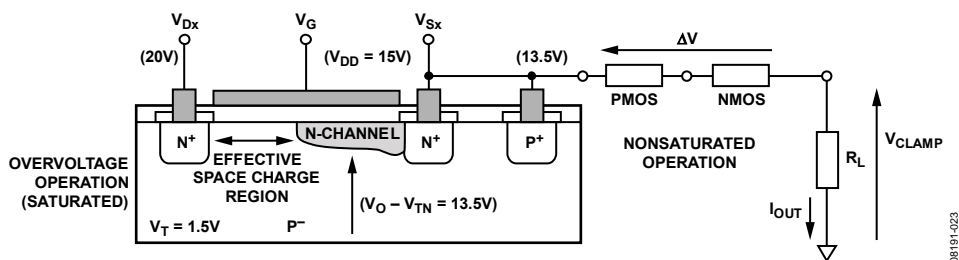 VDx
VG
VSx
ΔV
(20V)
(VDD = 15V)
(13.5V)
PMOS
NMOS
N+
N-CHANNEL
N+
P+
NONSATURATED
OPERATION
OVERVOLTAGE
OPERATION
(SATURATED)
EFFECTIVE
SPACE CHARGE
REGION
(VO – VTN = 13.5V)
VT = 1.5V
P–
RL
VCLAMP
IOUT
08191-023